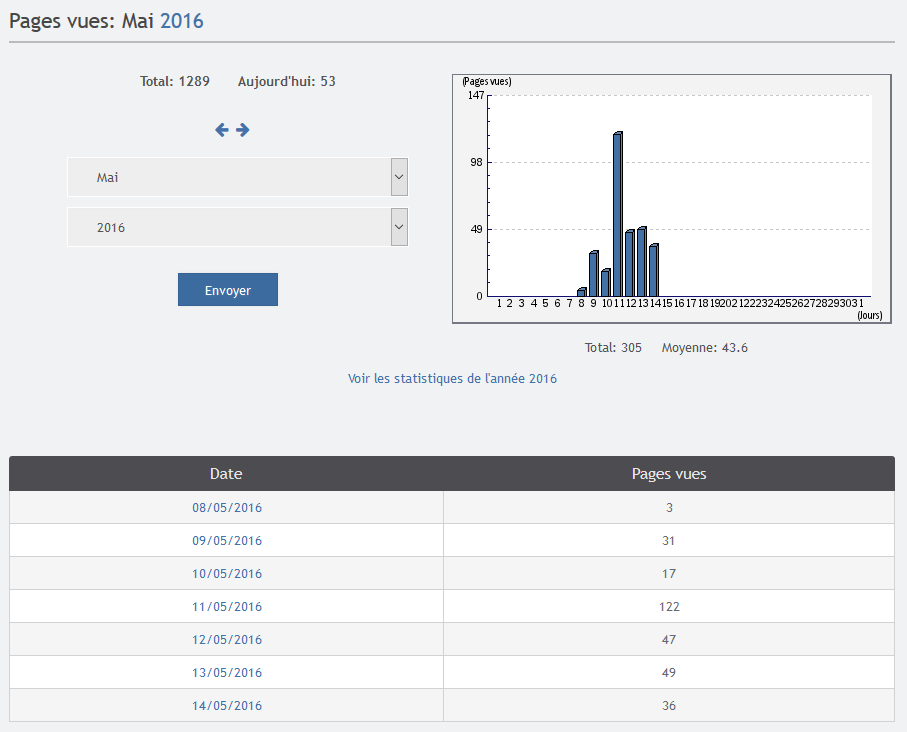 Pages vues: Mai 2016
Total: 1289 Aujourd'hui: 53
Mai
2016
Envoyer
(Pages vues)
147
98
49
0
1 2 3 4 5 6 7 8 9 10 11 12 13 14 15 16 17 18 19 20 21 22 23 24 25 26 27 28 29 30 31
(Jours)
Total: 305 Moyenne: 43.6
Voir les statistiques de l'année 2016
Date Pages vues
08/05/2016 3
09/05/2016 31
10/05/2016 17
11/05/2016 122
12/05/2016 47
13/05/2016 49
14/05/2016 36